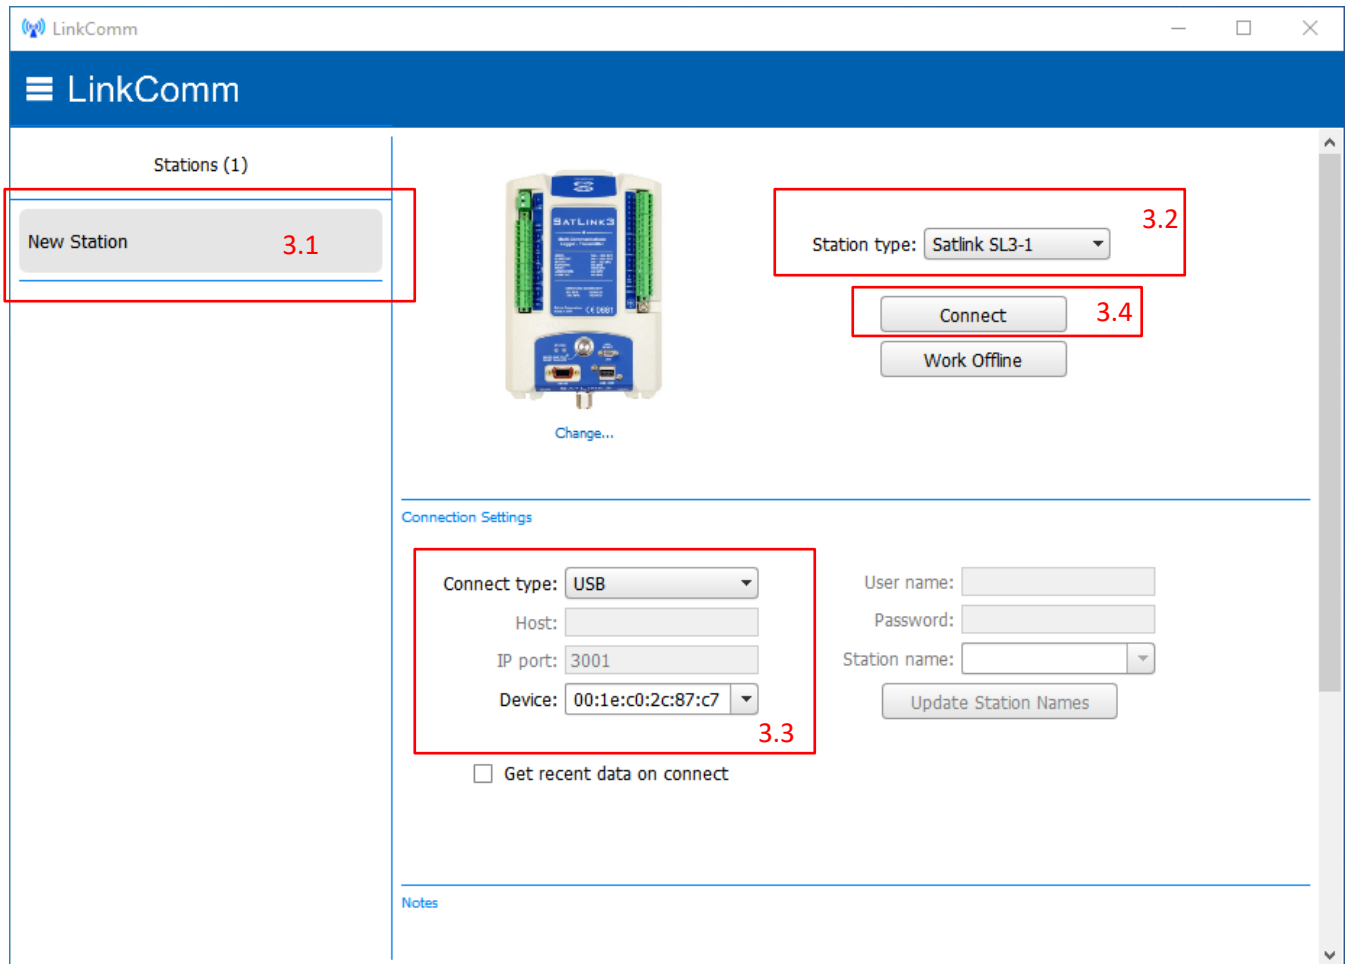 LinkComm
LinkComm
Stations (1)
New Station
3.1
SATLINK3
Station type: Satlink SL3-1
3.2
Connect
3.4
Work Offline
Change...
Connection Settings
Connect type: USB
Host:
IP port: 3001
Device: 00:1e:c0:2c:87:c7
3.3
User name:
Password:
Station name:
Update Station Names
Get recent data on connect
Notes